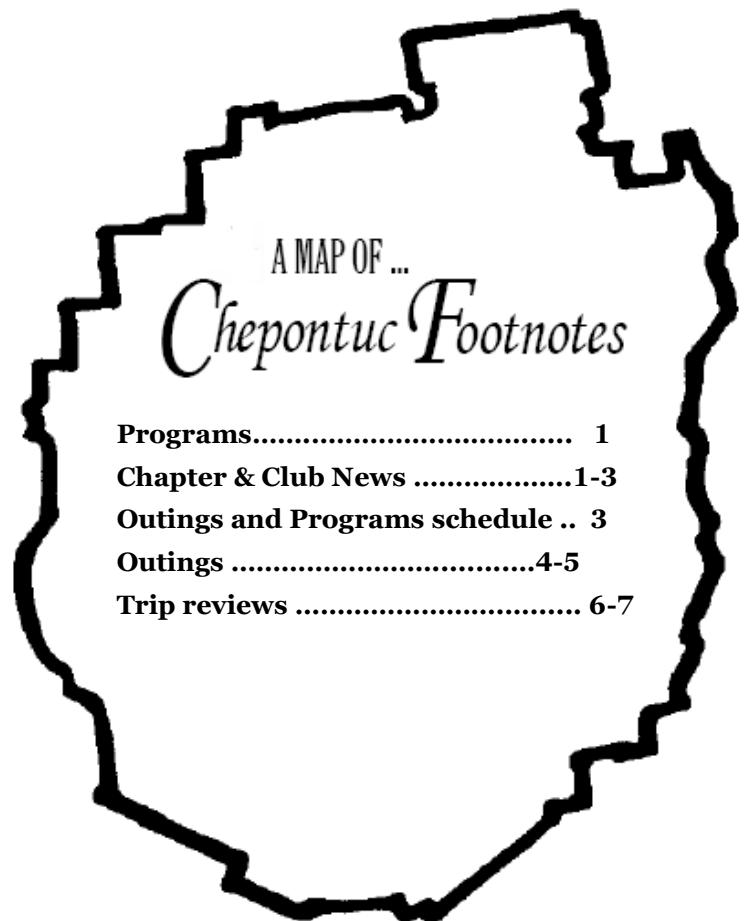 A MAP OF ...
Chepontuc Footnotes
Programs...................................... 1
Chapter & Club News ...................1-3
Outings and Programs schedule .. 3
Outings ....................................4-5
Trip reviews .................................. 6-7